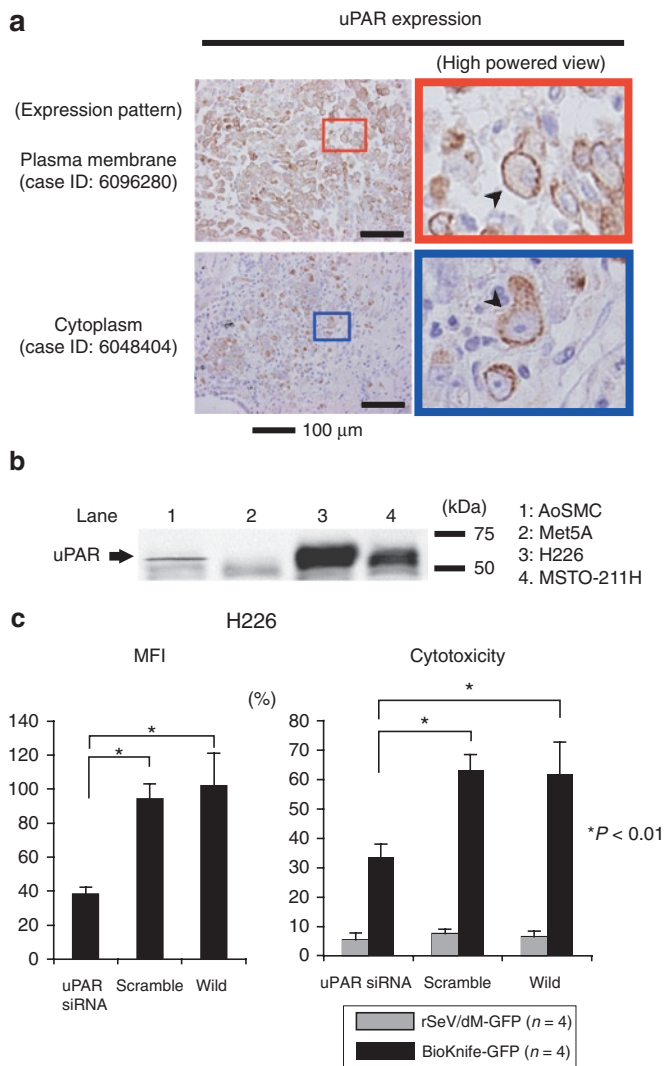 a
uPAR expression
(High powered view)
(Expression pattern)
Plasma membrane
(case ID: 6096280)
Cytoplasm
(case ID: 6048404)
100 μm
b
Lane 1 2 3 4 (kDa)
uPAR
75
50
1: AoSMC
2: Met5A
3: H226
4. MSTO-211H
c
H226
MFI
140
120
100
80
60
40
20
0
* *
uPAR siRNA
Scramble
Wild
Cytotoxicity
(%)
80
70
60
50
40
30
20
10
0
* *
uPAR siRNA Scramble Wild
*P < 0.01
rSeV/dM-GFP (n = 4)
BioKnife-GFP (n = 4)